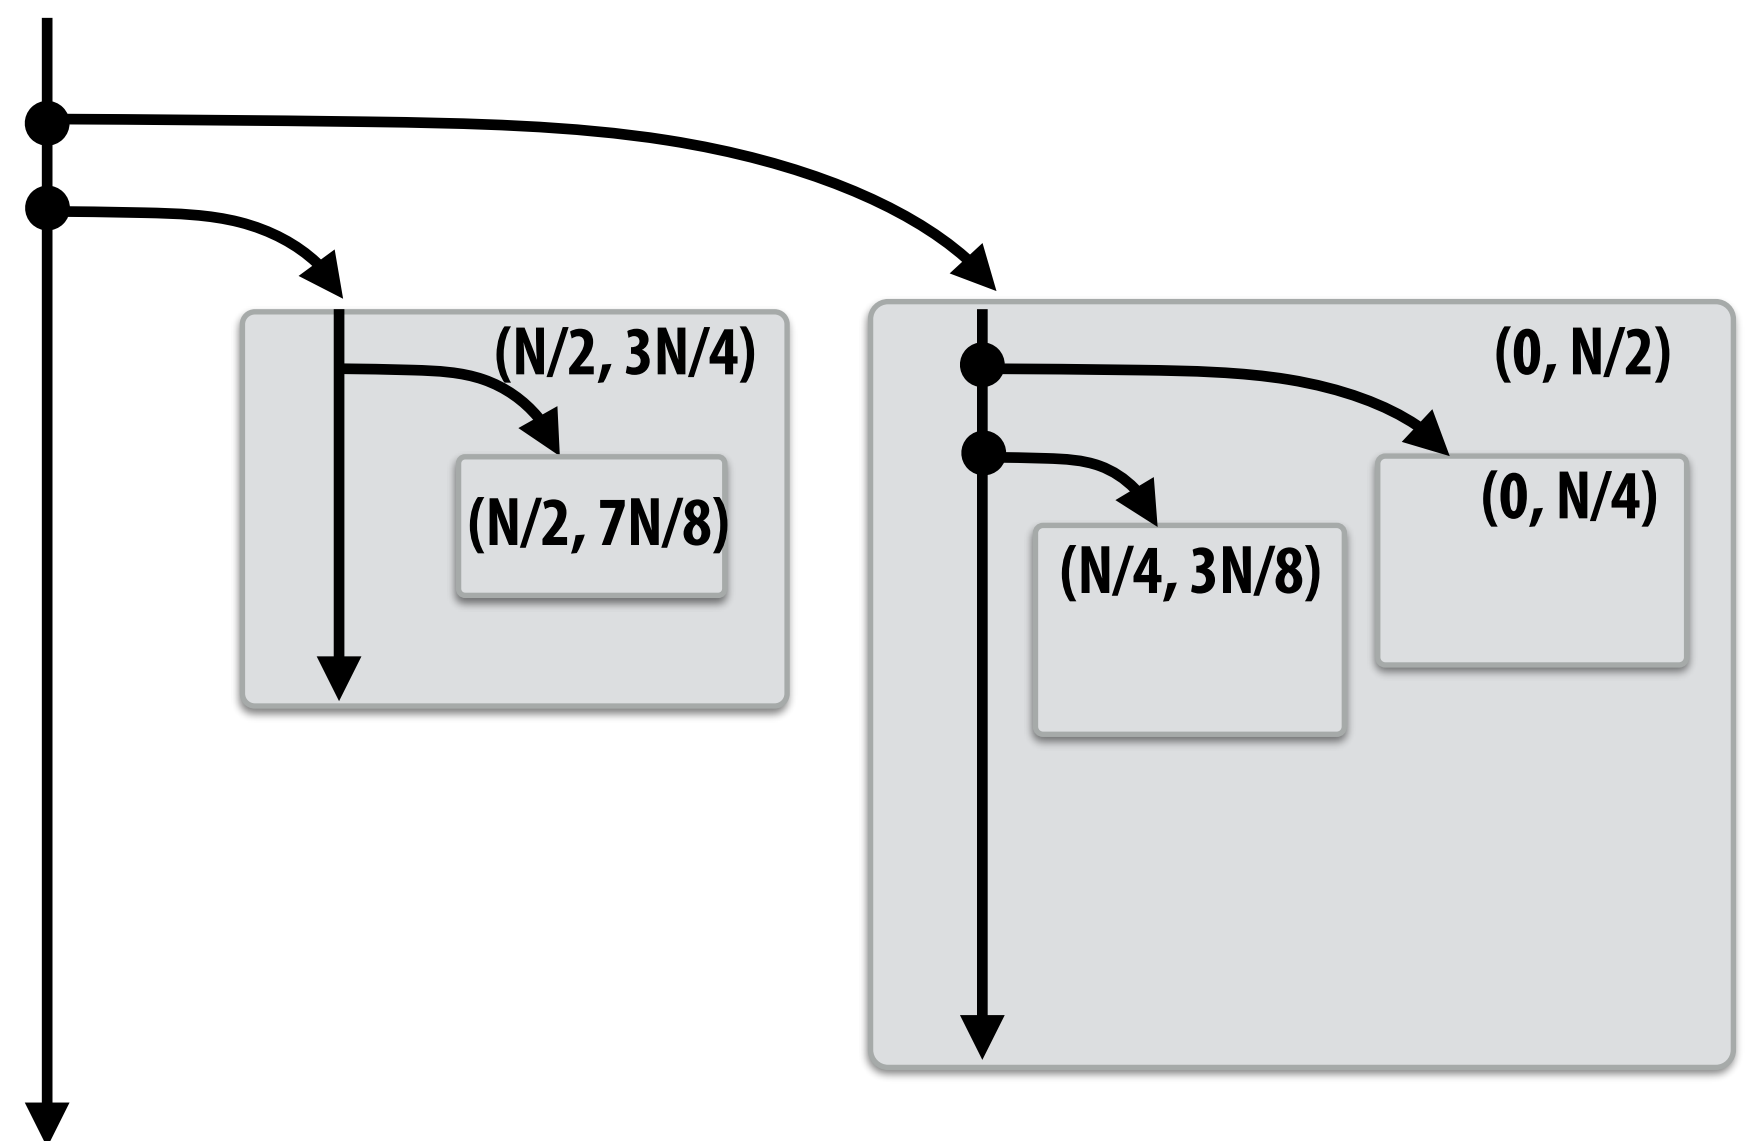 (N/2, 3N/4)
(N/2, 7N/8)
(0, N/2)
(0, N/4)
(N/4, 3N/8)